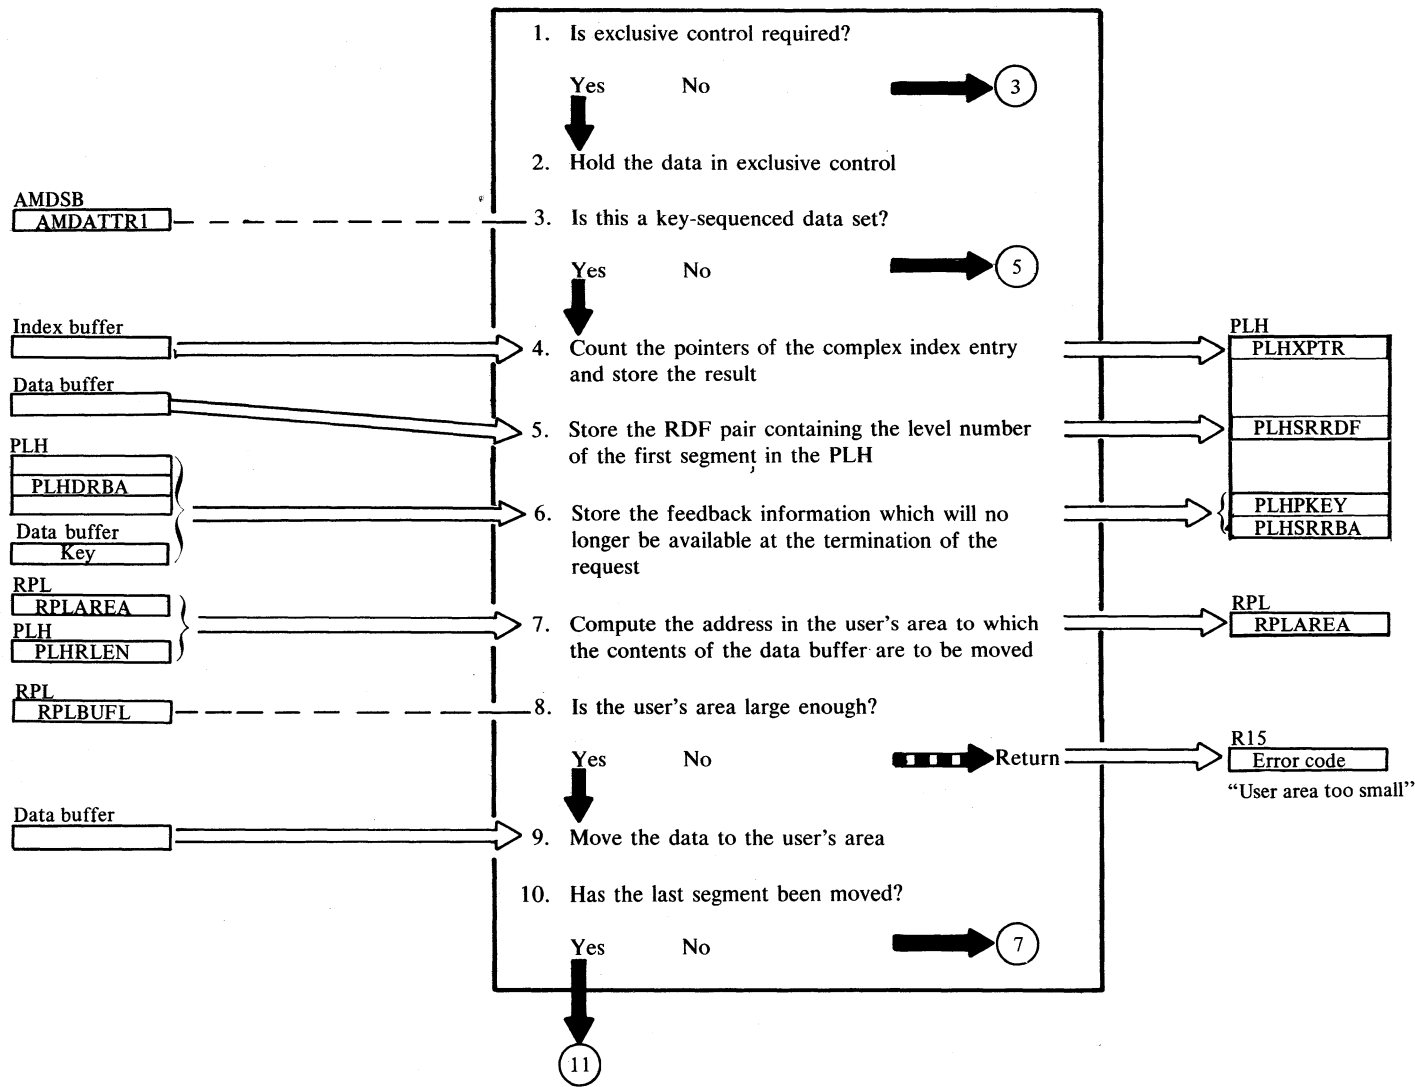 1. Is exclusive control required?
Yes No 3
2. Hold the data in exclusive control
AMDSB
AMDATTR1
3. Is this a key-sequenced data set?
Yes No 5
Index buffer
4. Count the pointers of the complex index entry
and store the result
PLH
PLHXPTR
Data buffer
5. Store the RDF pair containing the level number
of the first segment in the PLH
PLHSRRDF
PLH
PLHDRBA
Data buffer
Key
6. Store the feedback information which will no
longer be available at the termination of the
request
PLHPKEY
PLHSRRBA
RPL
RPLAREA
PLH
PLHRLEN
7. Compute the address in the user's area to which
the contents of the data buffer are to be moved
RPL
RPLAREA
RPL
RPLBUFL
8. Is the user's area large enough?
Yes No Return
R15
Error code
“User area too small”
Data buffer
9. Move the data to the user's area
10. Has the last segment been moved?
Yes No 7
11